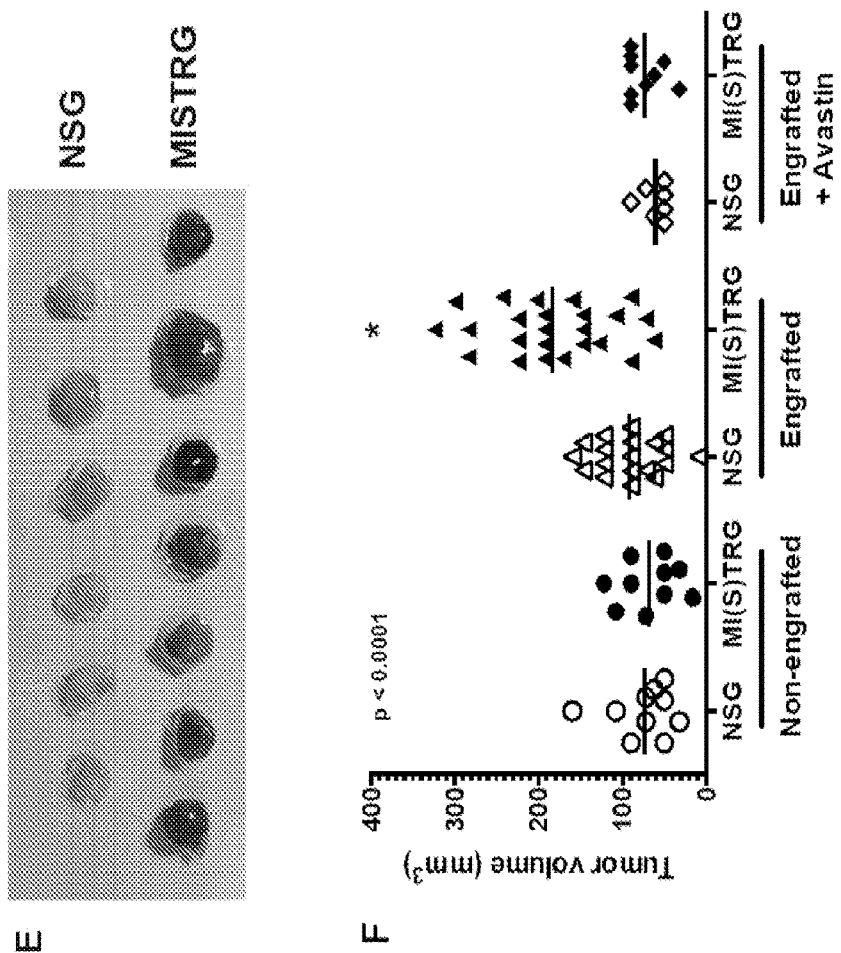 E
NSG
MISTRG
F
p < 0.0001
*
Tumor volume (mm³)
400
300
200
100
0
NSG
MI(S)TRG
NSG
MI(S)TRG
NSG
MI(S)TRG
Non-engrafted
Engrafted
Engrafted
+ Avastin